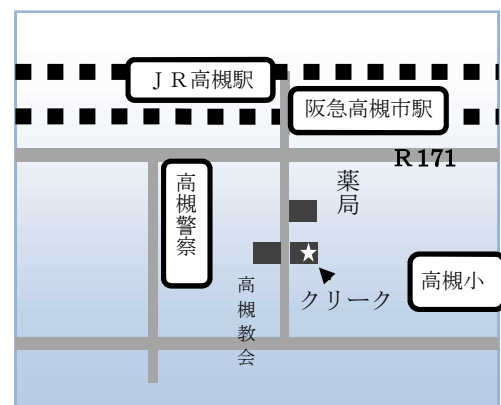 ＪＲ高槻駅
阪急高槻市駅
R171
高槻警察
薬局
高槻教会
クリーク
高槻小